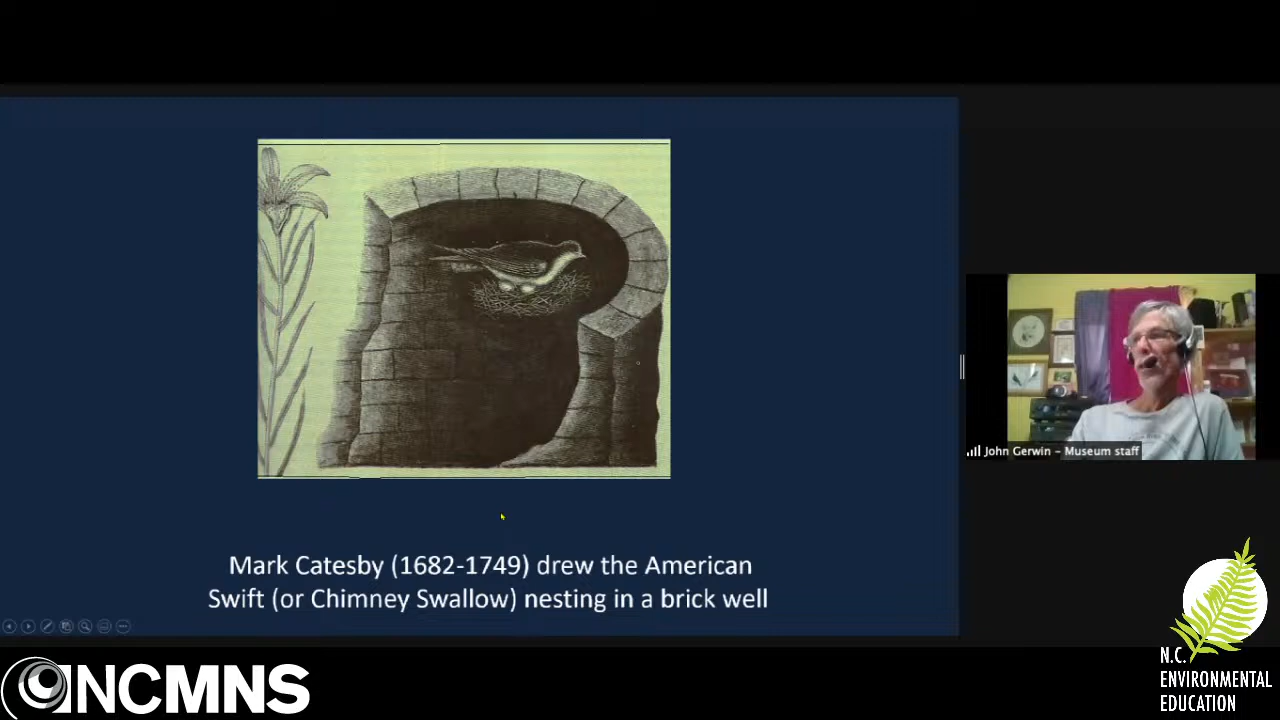 Mark Catesby (1682-1749) drew the American
Swift (or Chimney Swallow) nesting in a brick well
John Gerwin – Museum staff
NCMNS
N.C.
ENVIRONMENTAL
EDUCATION